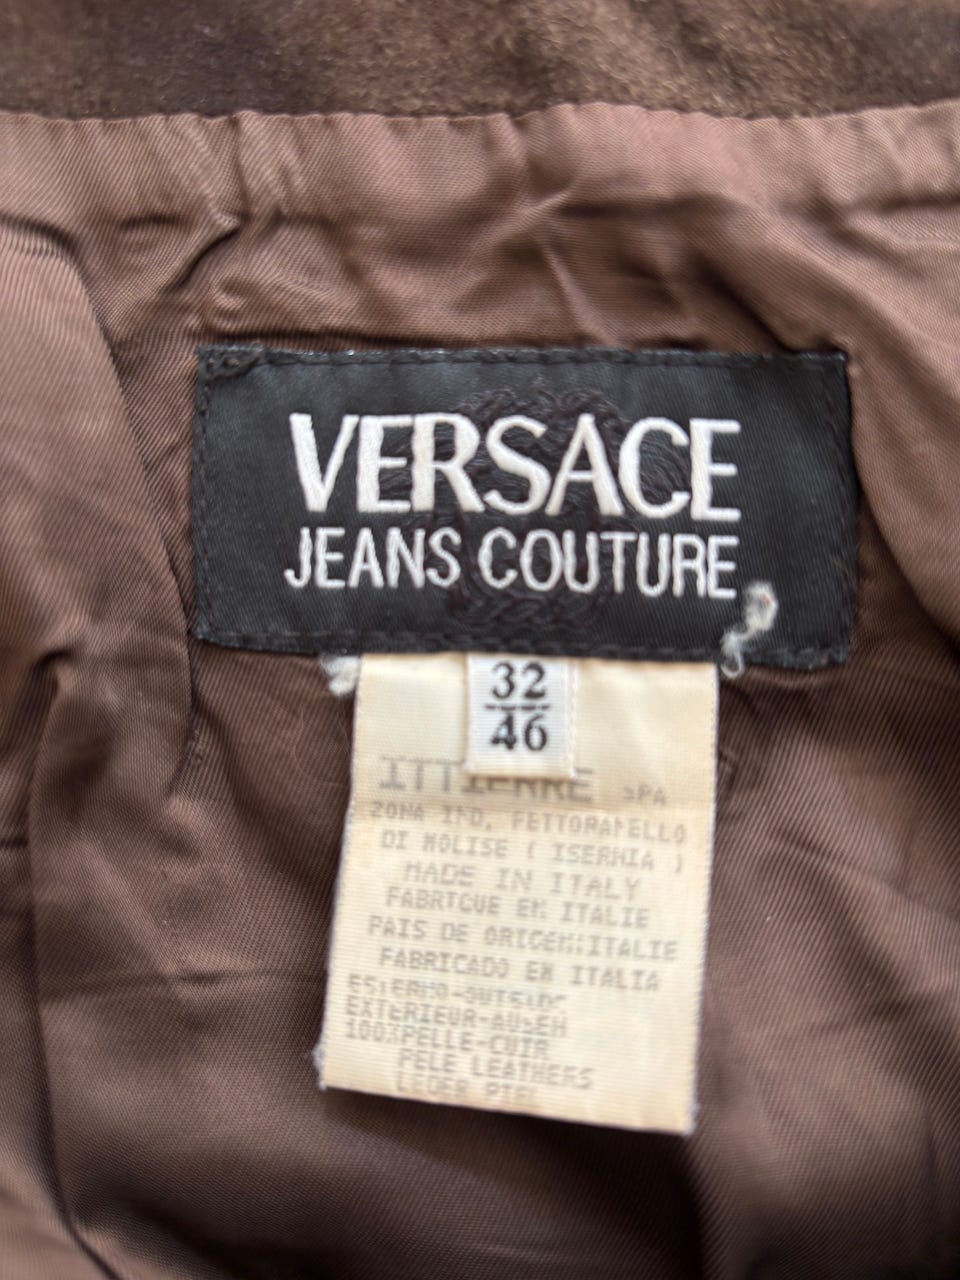 VERSACE
JEANS COUTURE
32
46
ITTIERRE SPA
ZONA IND. PETTORANELLO
DI MOLISE ( ISERNIA )
MADE IN ITALY
FABRIQUE EN ITALIE
PAIS DE ORIGEN:ITALIE
FABRICADO EN ITALIA
ESTERNO-OUTSIDE
EXTERIEUR-AUSEN
100%PELLE-CUIR
PELE LEATHERS
LEDER PIEL